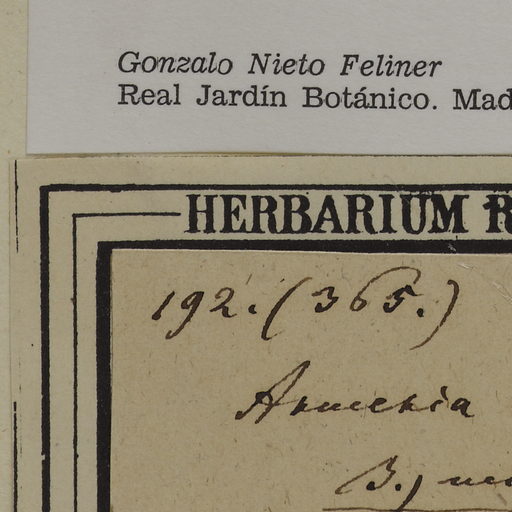 Gonzalo Nieto Feliner
Real Jardín Botánico. Mad
HERBARIUM R
192. (365.)
Armeria
B.